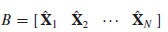 B = [X̂₁ X̂₂ ⋯ X̂_N]